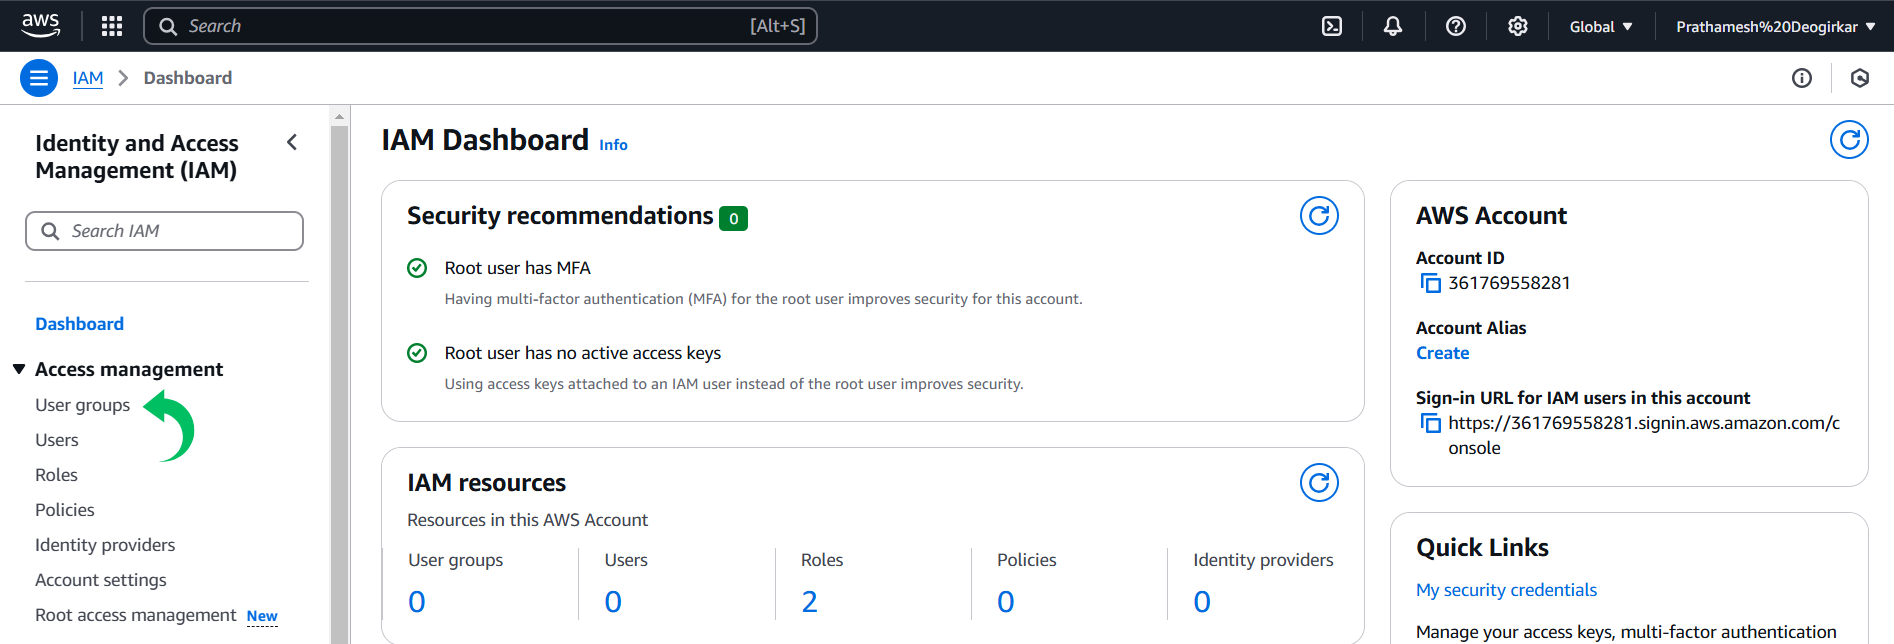 aws
Search [Alt+S]
Global
Prathamesh%20Deogirkar
IAM
Dashboard
Identity and Access
Management (IAM)
Search IAM
Dashboard
Access management
User groups
Users
Roles
Policies
Identity providers
Account settings
Root access management New
IAM Dashboard Info
Security recommendations 0
Root user has MFA
Having multi-factor authentication (MFA) for the root user improves security for this account.
Root user has no active access keys
Using access keys attached to an IAM user instead of the root user improves security.
IAM resources
Resources in this AWS Account
User groups
0
Users
0
Roles
2
Policies
0
Identity providers
0
AWS Account
Account ID
361769558281
Account Alias
Create
Sign-in URL for IAM users in this account
https://361769558281.signin.aws.amazon.com/c
onsole
Quick Links
My security credentials
Manage your access keys, multi-factor authentication